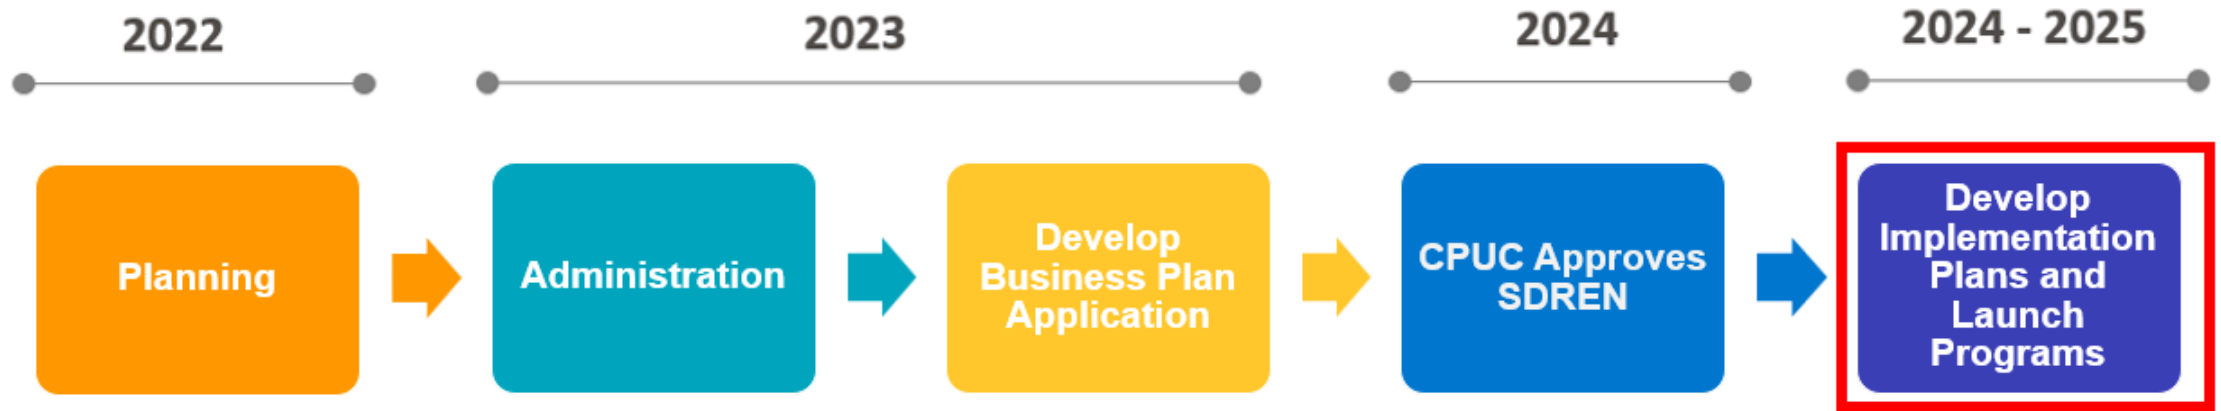 2022
2023
2024
2024 - 2025
Planning
Administration
Develop
Business Plan
Application
CPUC Approves
SDREN
Develop
Implementation
Plans and
Launch
Programs